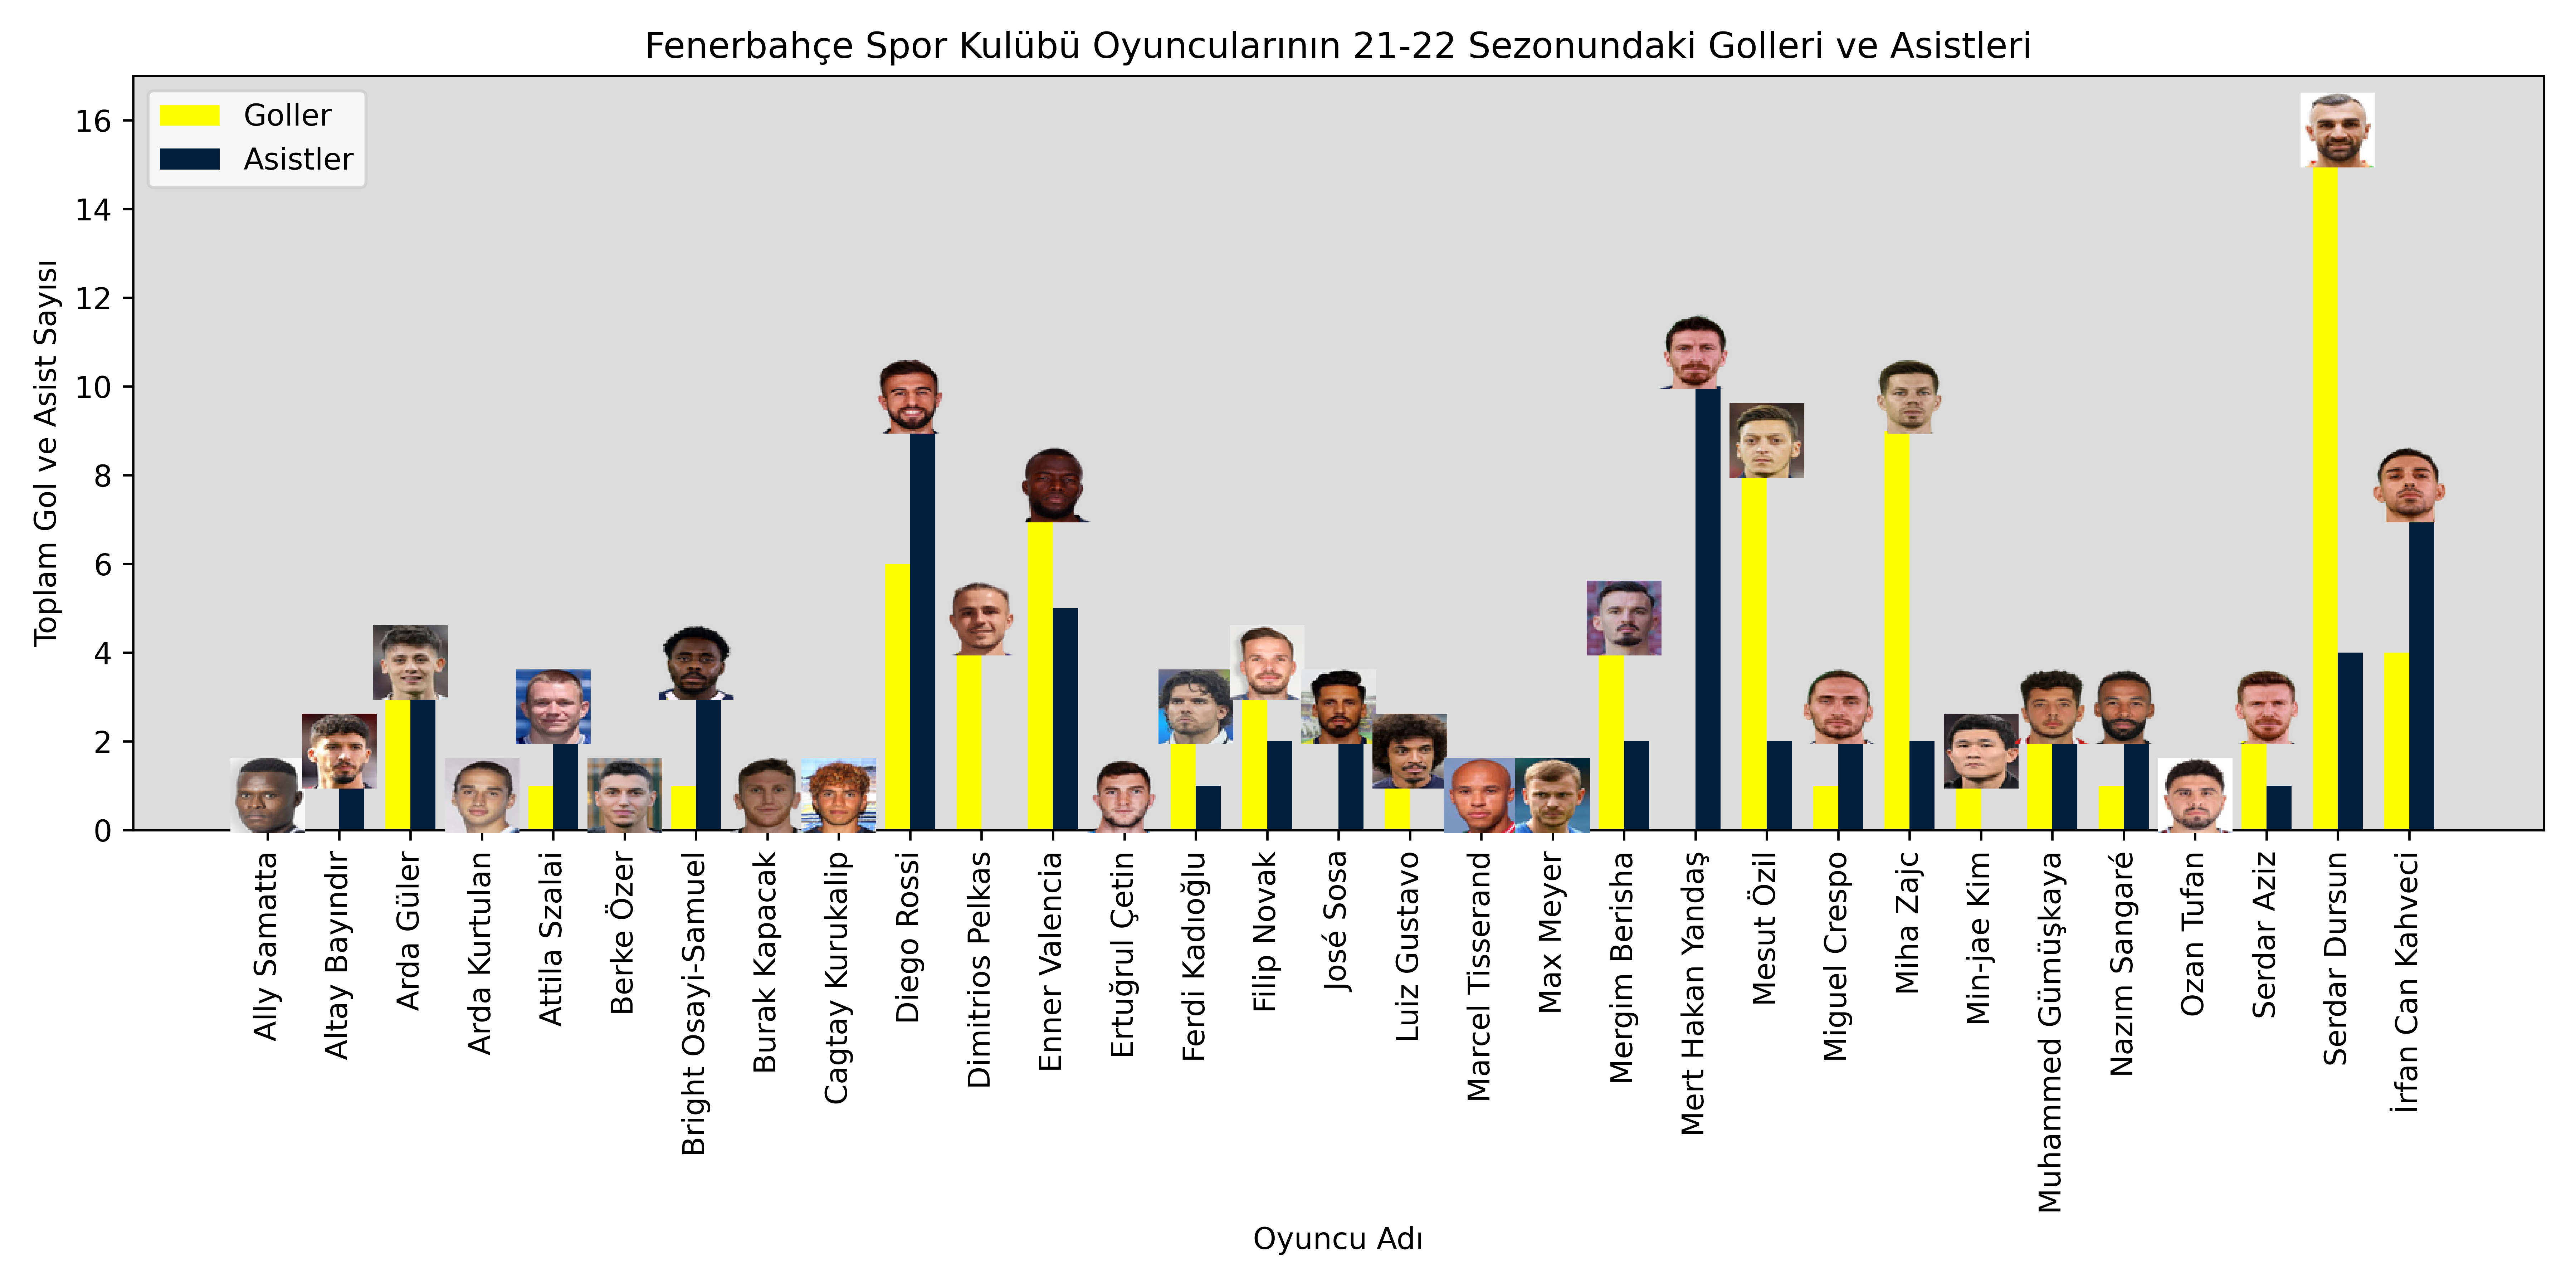 Fenerbahçe Spor Kulübü Oyuncularının 21-22 Sezonundaki Golleri ve Asistleri
Goller
Asistler
Toplam Gol ve Asist Sayısı
16
14
12
10
8
6
4
2
0
Ally Samatta
Altay Bayındır
Arda Güler
Arda Kurtulan
Attila Szalai
Berke Özer
Bright Osayi-Samuel
Burak Kapacak
Cagtay Kurukalip
Diego Rossi
Dimitrios Pelkas
Enner Valencia
Ertuğrul Çetin
Ferdi Kadıoğlu
Filip Novak
José Sosa
Luiz Gustavo
Marcel Tisserand
Max Meyer
Mergim Berisha
Mert Hakan Yandaş
Mesut Özil
Miguel Crespo
Miha Zajc
Min-jae Kim
Muhammed Gümüşkaya
Nazım Sangaré
Ozan Tufan
Serdar Aziz
Serdar Dursun
İrfan Can Kahveci
Oyuncu Adı